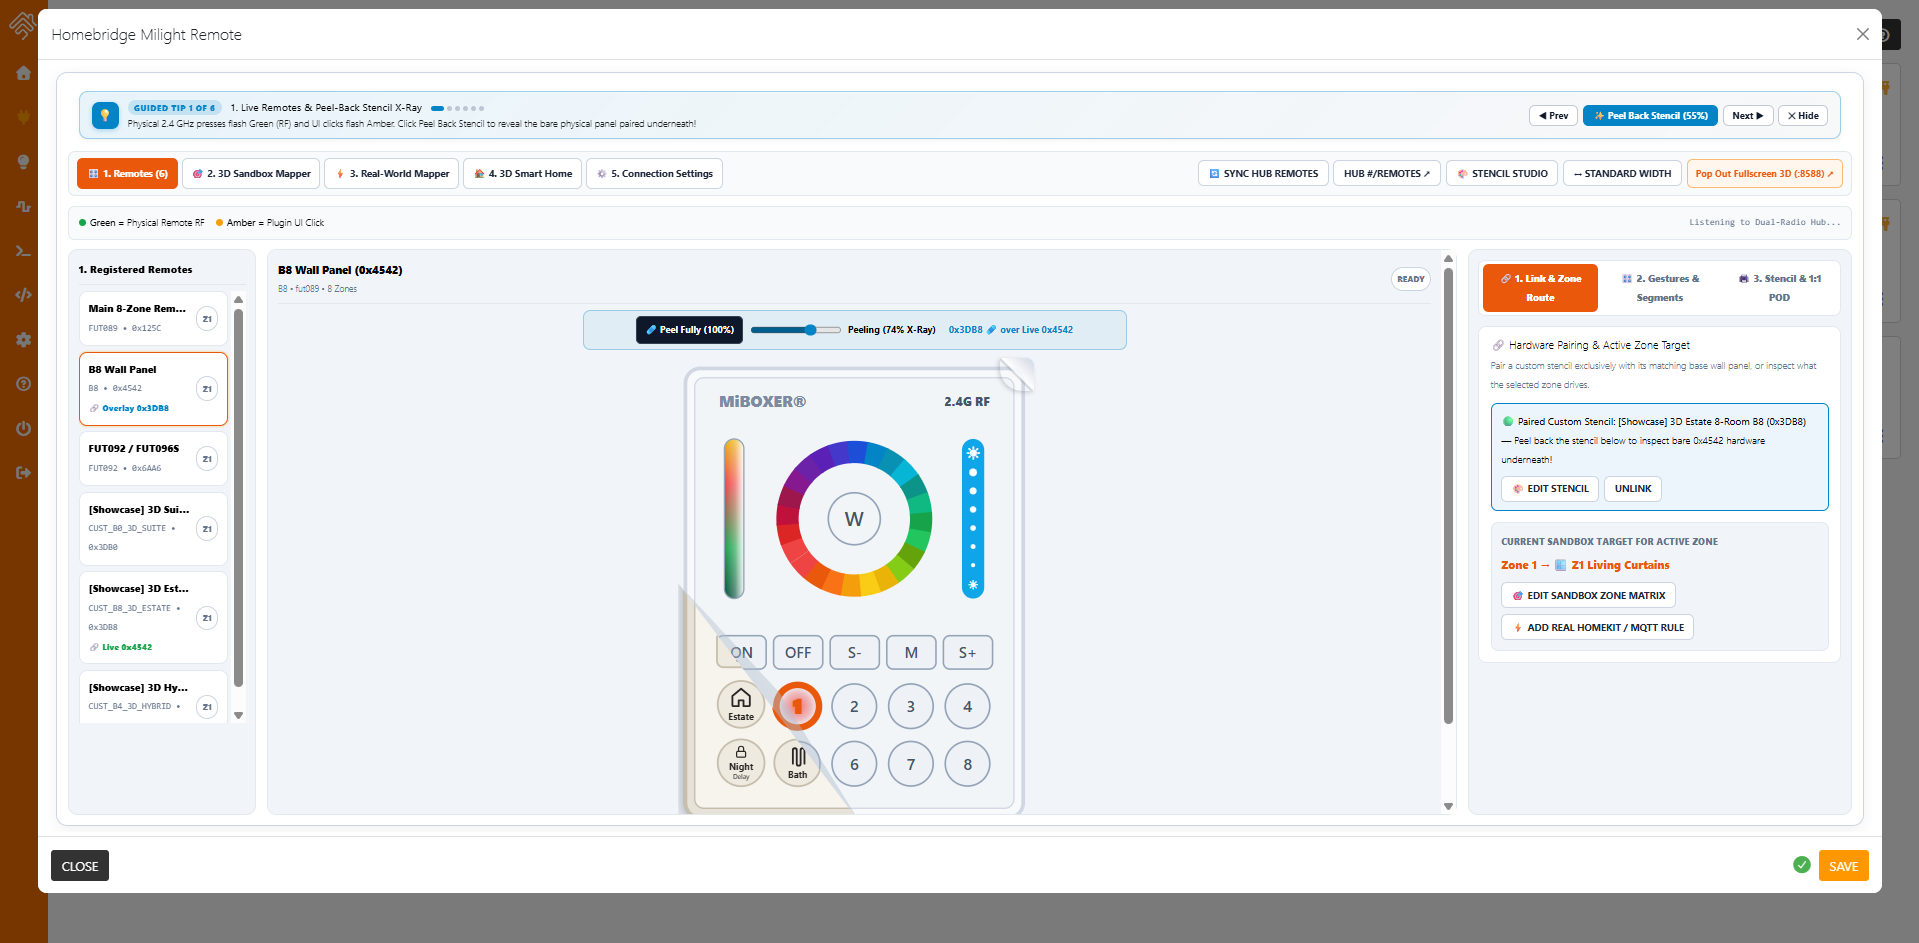 Homebridge Milight Remote
GUIDED TIP 1 OF 6
1. Live Remotes & Peel-Back Stencil X-Ray
Physical 2.4 GHz presses flash Green (RF) and UI clicks flash Amber. Click Peel Back Stencil to reveal the bare physical panel paired underneath!
◀ Prev
✨ Peel Back Stencil (55%)
Next ▶
✕ Hide
1. Remotes (6)
2. 3D Sandbox Mapper
3. Real-World Mapper
4. 3D Smart Home
5. Connection Settings
SYNC HUB REMOTES
HUB #/REMOTES ↗
STENCIL STUDIO
↔ STANDARD WIDTH
Pop Out Fullscreen 3D (:8588) ↗
Green = Physical Remote RF
Amber = Plugin UI Click
Listening to Dual-Radio Hub...
1. Registered Remotes
Main 8-Zone Rem...
FUT089 • 0x125C
Z1
B8 Wall Panel
B8 • 0x4542
Overlay 0x3DB8
Z1
FUT092 / FUT096S
FUT092 • 0x6AA6
Z1
[Showcase] 3D Sui...
CUST_B0_3D_SUITE •
0x3DB0
Z1
[Showcase] 3D Est...
CUST_B8_3D_ESTATE •
0x3DB8
Live 0x4542
Z1
[Showcase] 3D Hy...
CUST_B4_3D_HYBRID •
Z1
B8 Wall Panel (0x4542)
B8 • fut089 • 8 Zones
READY
Peel Fully (100%)
Peeling (74% X-Ray)
0x3DB8
over Live 0x4542
MiBOXER®
2.4G RF
W
ON
OFF
S-
M
S+
Estate
1
2
3
4
Night
Delay
Bath
6
7
8
1. Link & Zone
Route
2. Gestures &
Segments
3. Stencil & 1:1
POD
Hardware Pairing & Active Zone Target
Pair a custom stencil exclusively with its matching base wall panel, or inspect what
the selected zone drives.
Paired Custom Stencil: [Showcase] 3D Estate 8-Room B8 (0x3DB8)
— Peel back the stencil below to inspect bare 0x4542 hardware
underneath!
EDIT STENCIL
UNLINK
CURRENT SANDBOX TARGET FOR ACTIVE ZONE
Zone 1 → Z1 Living Curtains
EDIT SANDBOX ZONE MATRIX
ADD REAL HOMEKIT / MQTT RULE
CLOSE
SAVE